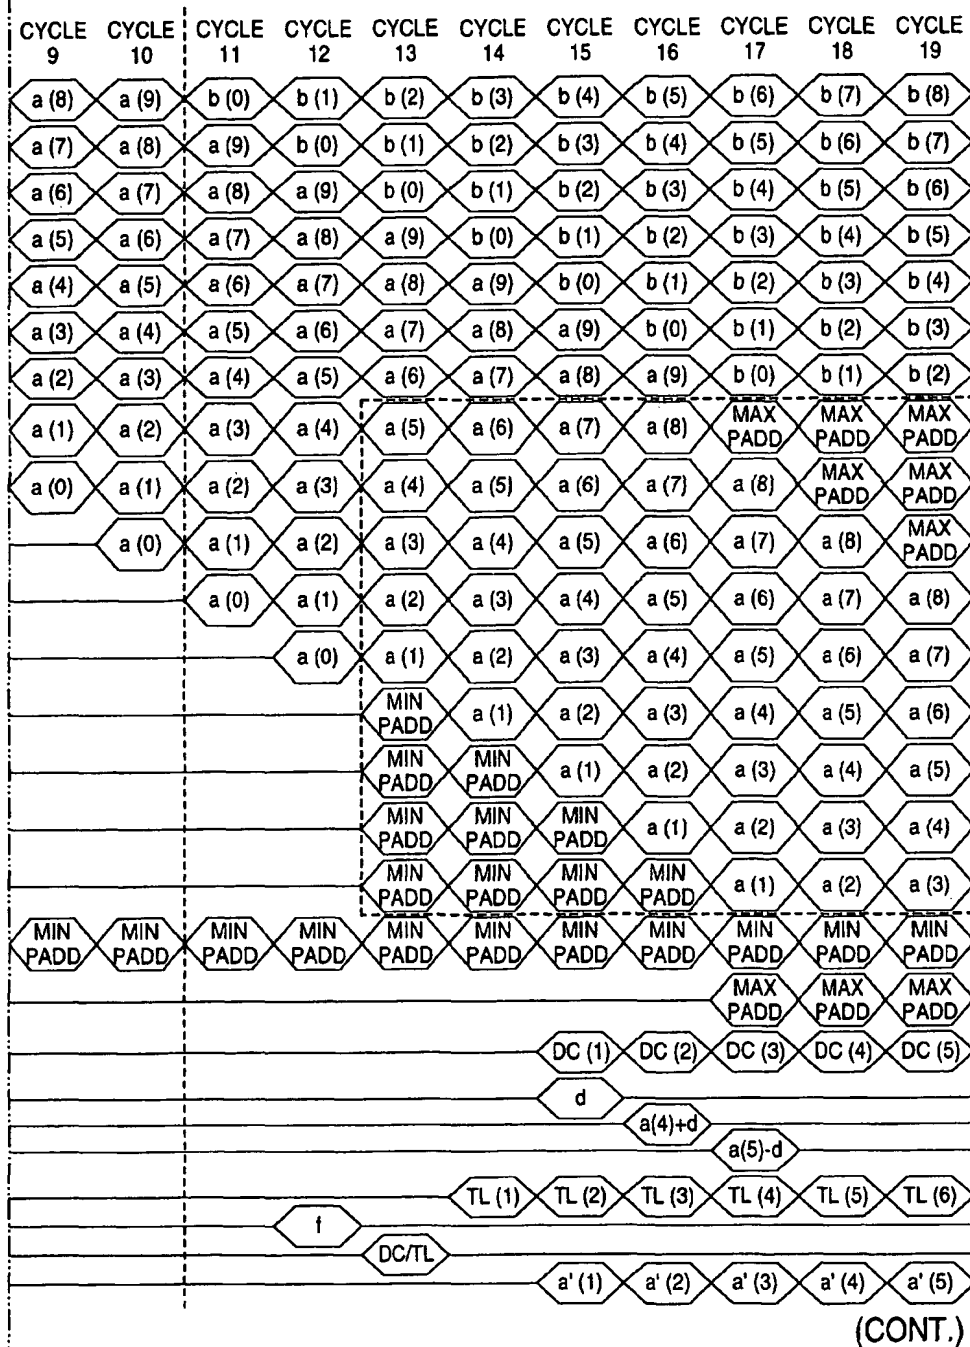 CYCLE CYCLE CYCLE CYCLE CYCLE CYCLE CYCLE CYCLE CYCLE CYCLE CYCLE
9 10 11 12 13 14 15 16 17 18 19
a (8) a (9) b (0) b (1) b (2) b (3) b (4) b (5) b (6) b (7) b (8)
a (7) a (8) a (9) b (0) b (1) b (2) b (3) b (4) b (5) b (6) b (7)
a (6) a (7) a (8) a (9) b (0) b (1) b (2) b (3) b (4) b (5) b (6)
a (5) a (6) a (7) a (8) a (9) b (0) b (1) b (2) b (3) b (4) b (5)
a (4) a (5) a (6) a (7) a (8) a (9) b (0) b (1) b (2) b (3) b (4)
a (3) a (4) a (5) a (6) a (7) a (8) a (9) b (0) b (1) b (2) b (3)
a (2) a (3) a (4) a (5) a (6) a (7) a (8) a (9) b (0) b (1) b (2)
a (1) a (2) a (3) a (4) a (5) a (6) a (7) a (8) MAX PADD MAX PADD MAX PADD
a (0) a (1) a (2) a (3) a (4) a (5) a (6) a (7) a (8) MAX PADD MAX PADD
a (0) a (1) a (2) a (3) a (4) a (5) a (6) a (7) a (8) MAX PADD
a (0) a (1) a (2) a (3) a (4) a (5) a (6) a (7) a (8)
a (0) a (1) a (2) a (3) a (4) a (5) a (6) a (7)
MIN PADD a (1) a (2) a (3) a (4) a (5) a (6)
MIN PADD MIN PADD a (1) a (2) a (3) a (4) a (5)
MIN PADD MIN PADD MIN PADD a (1) a (2) a (3) a (4)
MIN PADD MIN PADD MIN PADD MIN PADD a (1) a (2) a (3)
MIN PADD MIN PADD MIN PADD MIN PADD MIN PADD MIN PADD MIN PADD MIN PADD MIN PADD MIN PADD MIN PADD
MAX PADD MAX PADD MAX PADD
DC (1) DC (2) DC (3) DC (4) DC (5)
d
a(4)+d
a(5)-d
TL (1) TL (2) TL (3) TL (4) TL (5) TL (6)
f
DC/TL
a' (1) a' (2) a' (3) a' (4) a' (5)
(CONT.)